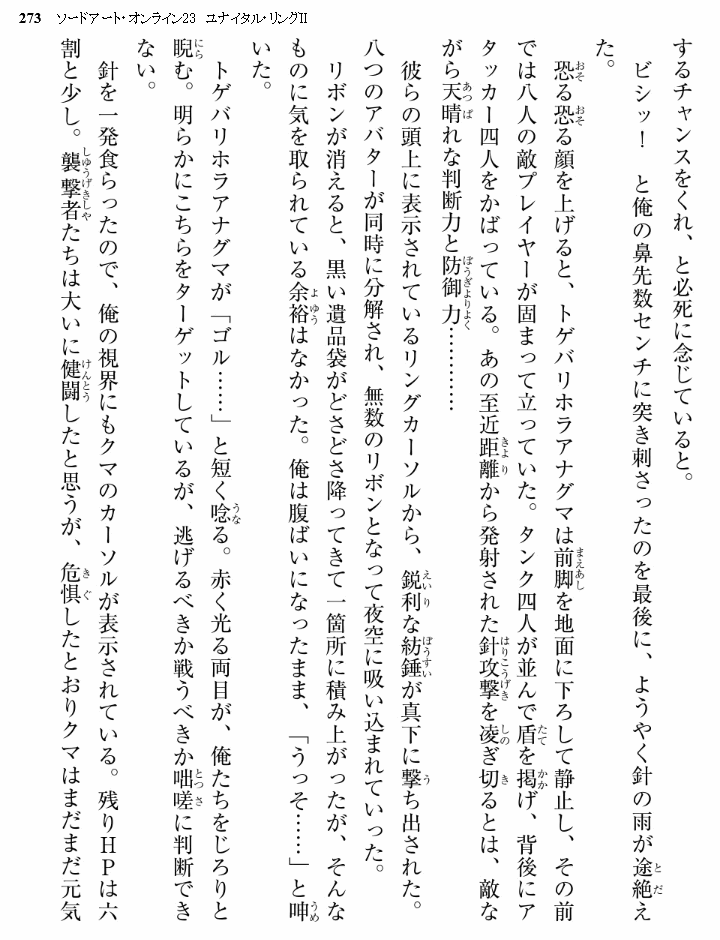 273 ソードアート・オンライン23 ユナイタル・リングⅡ
するチャンスをくれ、と必死に念じていると。
ビシッ！ と俺の鼻先数センチに突き刺さったのを最後に、ようやく針の雨が途絶え
た。
恐る恐る顔を上げると、トゲバリホラアナグマは前脚を地面に下ろして静止し、その前
では八人の敵プレイヤーが固まって立っていた。タンク四人が並んで盾を掲げ、背後にア
タッカー四人をかばっている。あの至近距離から発射された針攻撃を凌ぎ切るとは、敵な
がら天晴れな判断力と防御力…………
彼らの頭上に表示されているリングカーソルから、鋭利な紡錘が真下に撃ち出された。
八つのアバターが同時に分解され、無数のリボンとなって夜空に吸い込まれていった。
リボンが消えると、黒い遺品袋がどさどさ降ってきて一箇所に積み上がったが、そんな
ものに気を取られている余裕はなかった。俺は腹ばいになったまま、「うっそ……」と呻
いた。
トゲバリホラアナグマが「ゴル……」と短く唸る。赤く光る両目が、俺たちをじろりと
睨む。明らかにこちらをターゲットしているが、逃げるべきか戦うべきか咄嗟に判断でき
ない。
針を一発食らったので、俺の視界にもクマのカーソルが表示されている。残りＨＰは六
割と少し。襲撃者たちは大いに健闘したと思うが、危惧したとおりクマはまだまだ元気